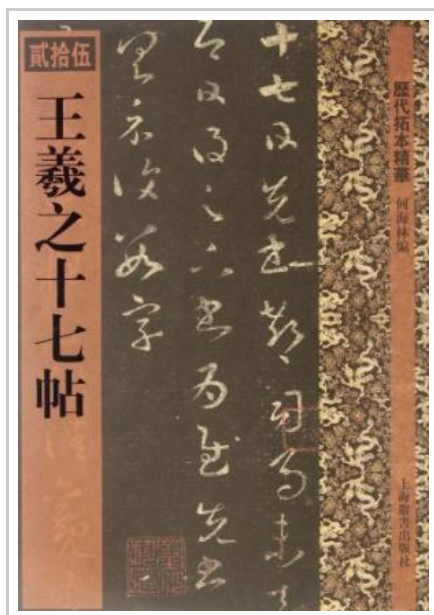 歷代拓本精華
何海林編
上海辭書出版社
十七日先書郗司馬未去
即日得足下書為慰先書
以具示復數字
貳拾伍
王羲之十七帖